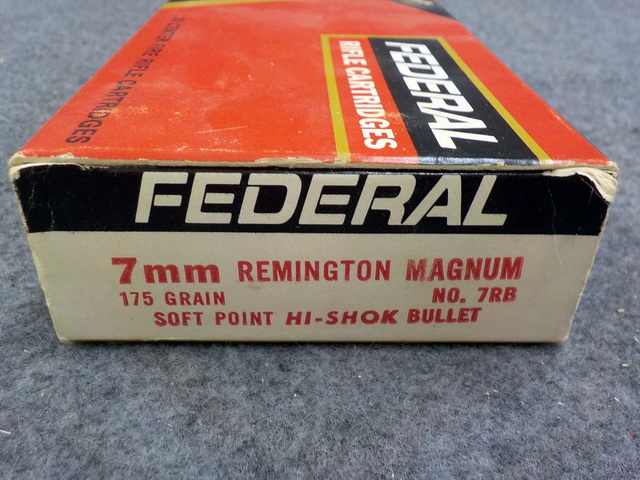 20 CENTER FIRE RIFLE CARTRIDGES
FEDERAL
RIFLE CARTRIDGES
FEDERAL
7mm REMINGTON MAGNUM
175 GRAIN NO. 7RB
SOFT POINT HI-SHOK BULLET